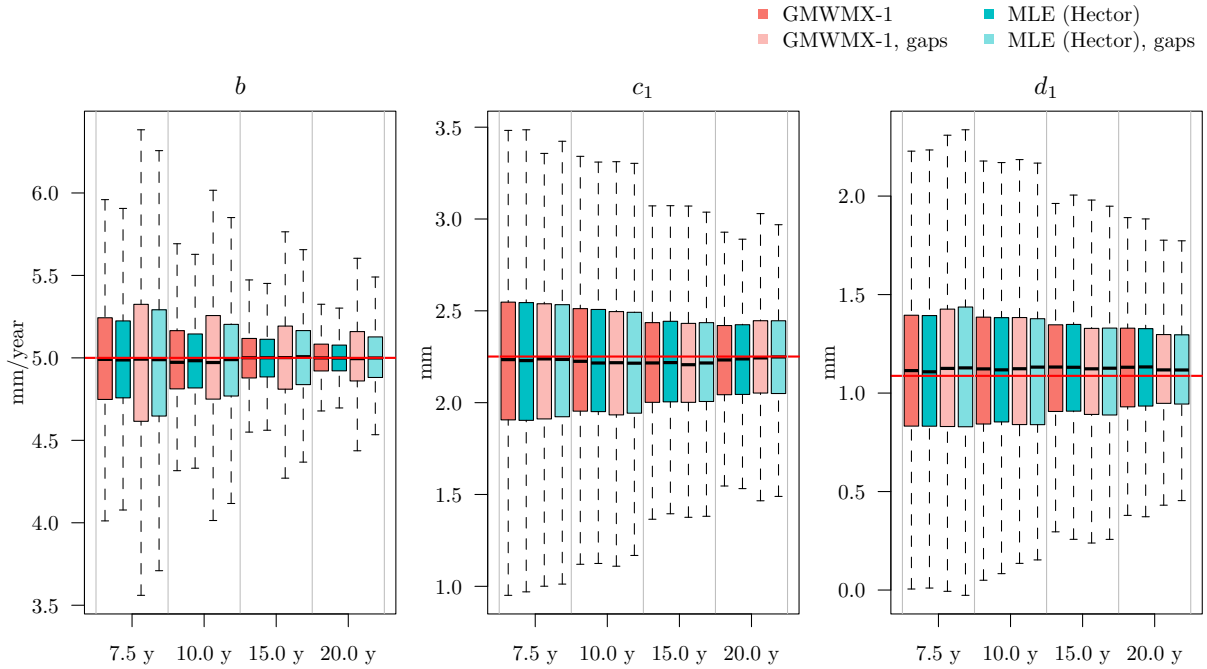 GMWMX-1 MLE (Hector)
GMWMX-1, gaps MLE (Hector), gaps
b
mm/year
6.0
5.5
5.0
4.5
4.0
3.5
7.5 y 10.0 y 15.0 y 20.0 y
c₁
mm
3.5
3.0
2.5
2.0
1.5
1.0
7.5 y 10.0 y 15.0 y 20.0 y
d₁
mm
2.0
1.5
1.0
0.5
0.0
7.5 y 10.0 y 15.0 y 20.0 y